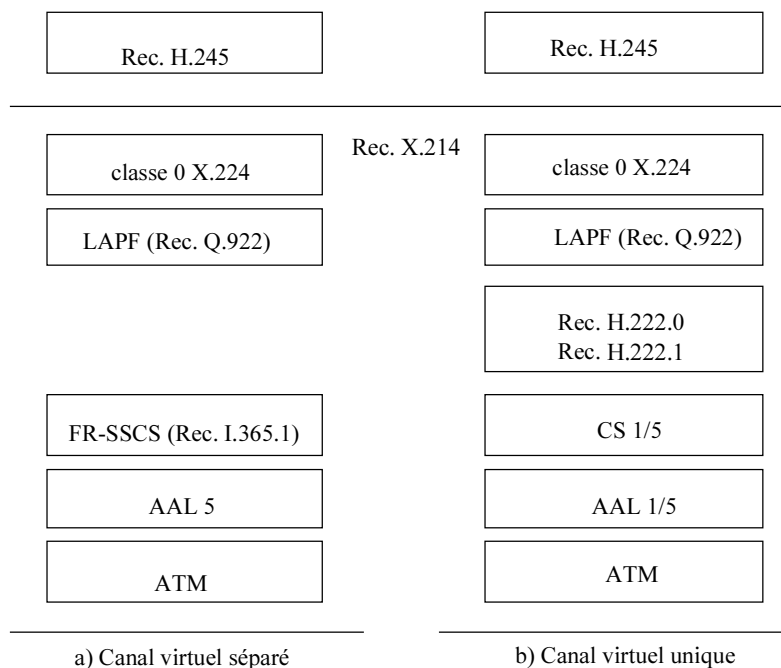 Rec. H.245
Rec. H.245
Rec. X.214
classe 0 X.224
classe 0 X.224
LAPF (Rec. Q.922)
LAPF (Rec. Q.922)
Rec. H.222.0
Rec. H.222.1
FR-SSCS (Rec. I.365.1)
CS 1/5
AAL 5
AAL 1/5
ATM
ATM
a) Canal virtuel séparé
b) Canal virtuel unique